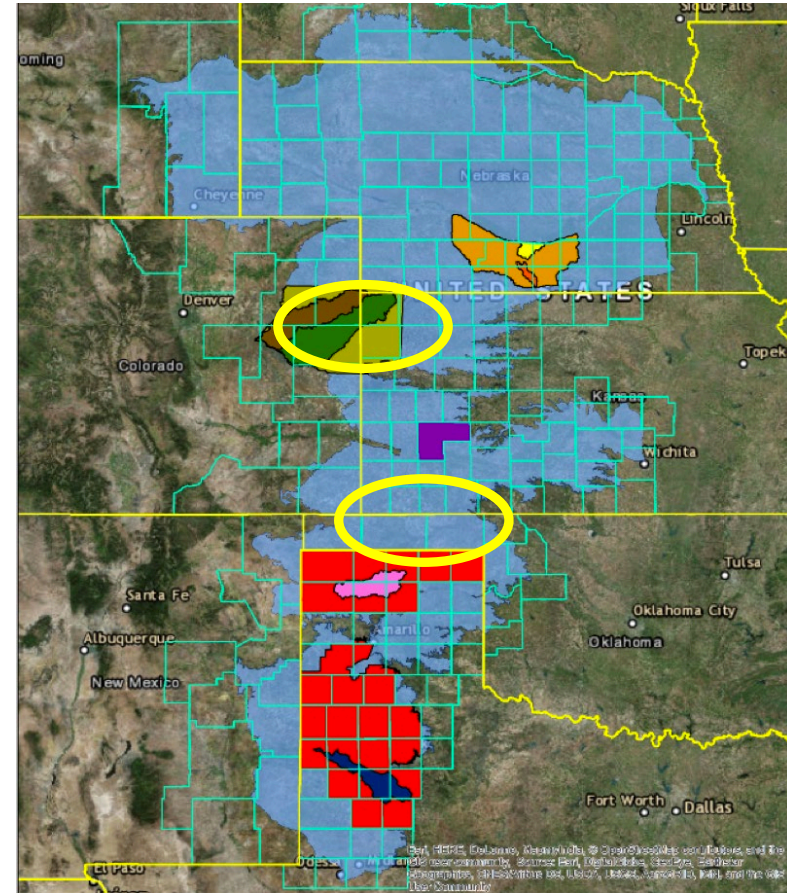 Sioux Falls
oming
Nebraska
Cheyenne
Lincoln
UNITED STATES
Denver
Topek
Colorado
Kansas
Wichita
Tulsa
Santa Fe
Oklahoma City
Amarillo
Albuquerque
Oklahoma
New Mexico
Fort Worth
Dallas
Esri, HERE, DeLorme, MapmyIndia, © OpenStreetMap contributors, and the
GIS user community, Source: Esri, DigitalGlobe, GeoEye, Earthstar
Geographics, CNES/Airbus DS, USDA, USGS, AeroGRID, IGN, and the GIS
User Community
El Paso
Odessa